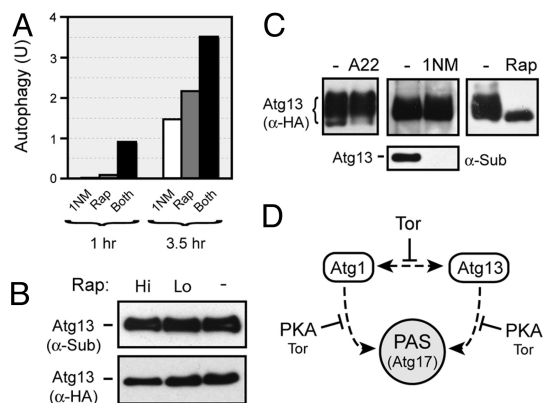 A
Autophagy (U)
4
3
2
1
0
1NM Rap Both 1NM Rap Both
1 hr 3.5 hr
B
Rap: Hi Lo -
Atg13
(α-Sub)
Atg13
(α-HA)
C
- A22 - 1NM - Rap
Atg13
(α-HA)
Atg13 α-Sub
D
Tor
Atg1 Atg13
PKA
Tor
PAS
(Atg17)
PKA
Tor